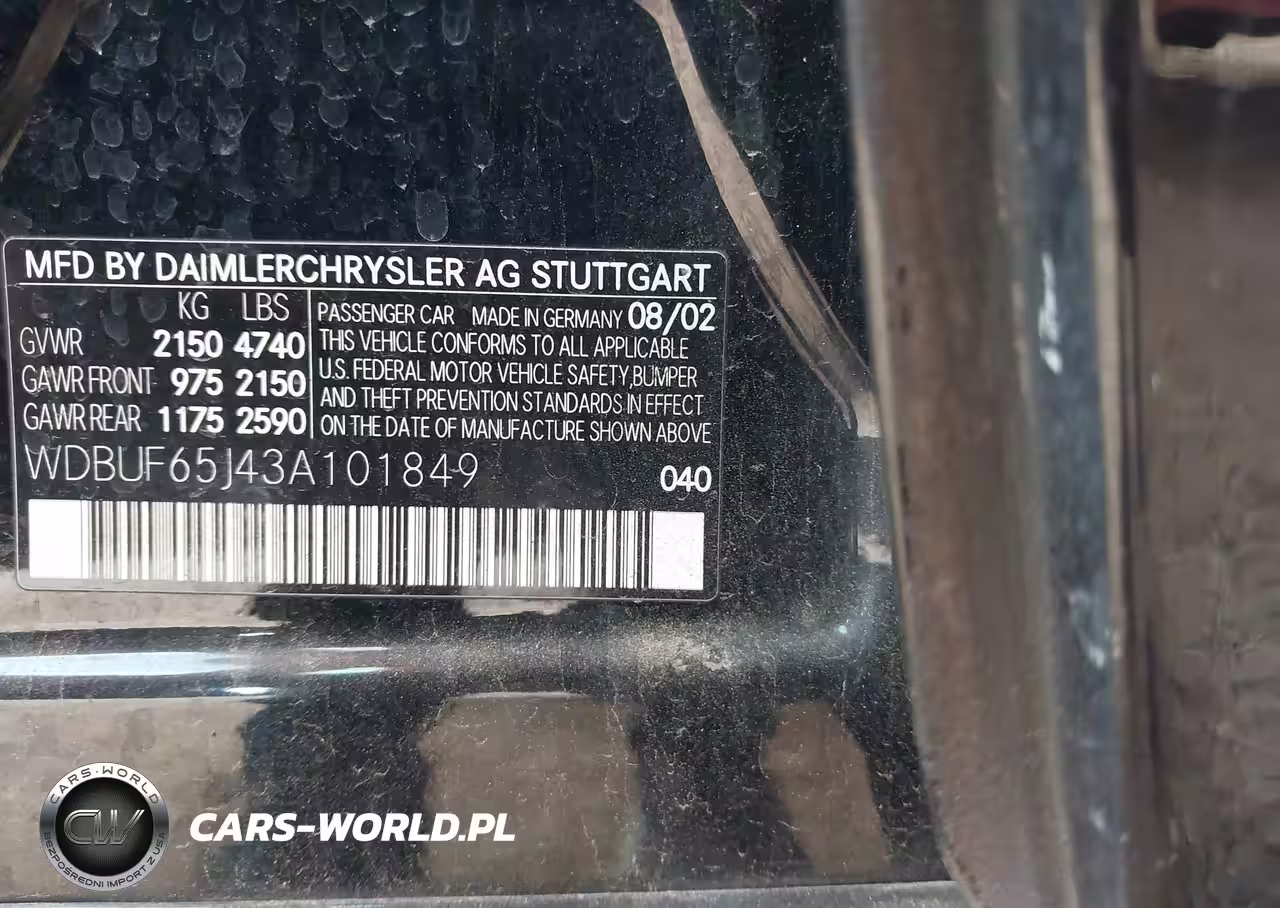 MFD BY DAIMLERCHRYSLER AG STUTTGART
KG LBS
GVWR 2150 4740
GAWR FRONT 975 2150
GAWR REAR 1175 2590
PASSENGER CAR MADE IN GERMANY 08/02
THIS VEHICLE CONFORMS TO ALL APPLICABLE
U.S. FEDERAL MOTOR VEHICLE SAFETY,BUMPER
AND THEFT PREVENTION STANDARDS IN EFFECT
ON THE DATE OF MANUFACTURE SHOWN ABOVE
WDBUF65J43A101849 040
CARS-WORLD
CW
BEZPOŚREDNI IMPORT Z USA
CARS-WORLD.PL